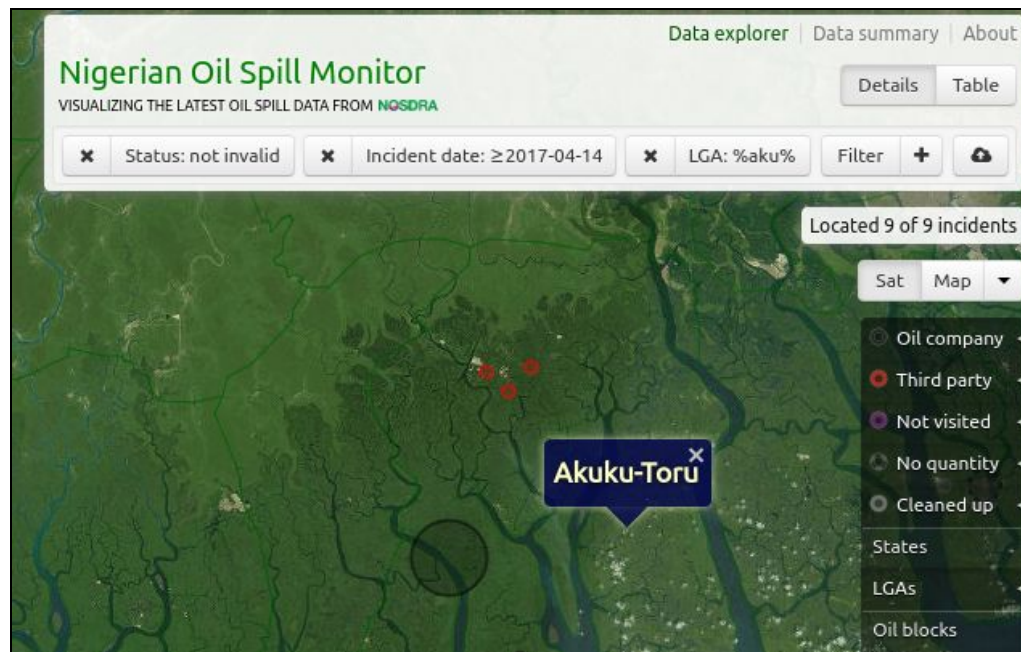 Data explorer | Data summary | About
Nigerian Oil Spill Monitor
VISUALIZING THE LATEST OIL SPILL DATA FROM NOSDRA
Details Table
✖ Status: not invalid ✖ Incident date: ≥2017-04-14 ✖ LGA: %aku% Filter +
Located 9 of 9 incidents
Sat Map
Oil company
Third party
Not visited
Akuku-Toru ×
No quantity
Cleaned up
States
LGAs
Oil blocks